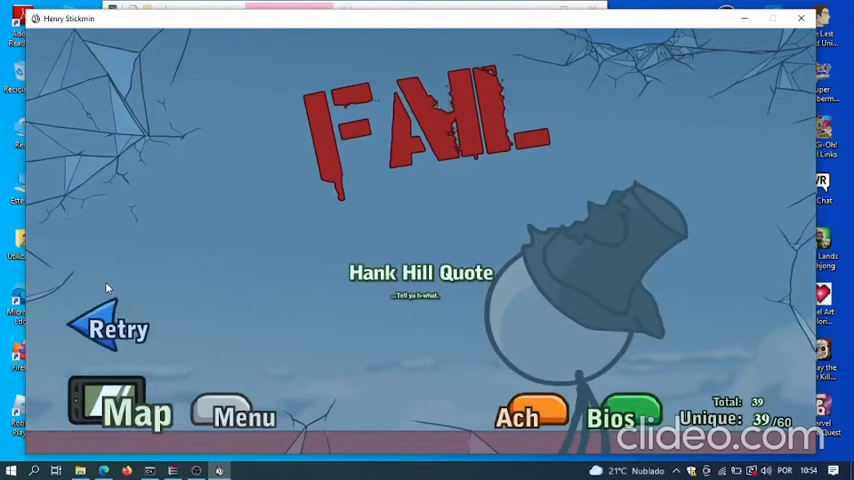 Henry Stickmin
FAIL
Hank Hill Quote
...Tell ya h-what.
Retry
Map
Menu
Ach
Bios
Total: 39
Unique: 39/60
clideo.com
21°C Nublado
POR
10:54
Chat